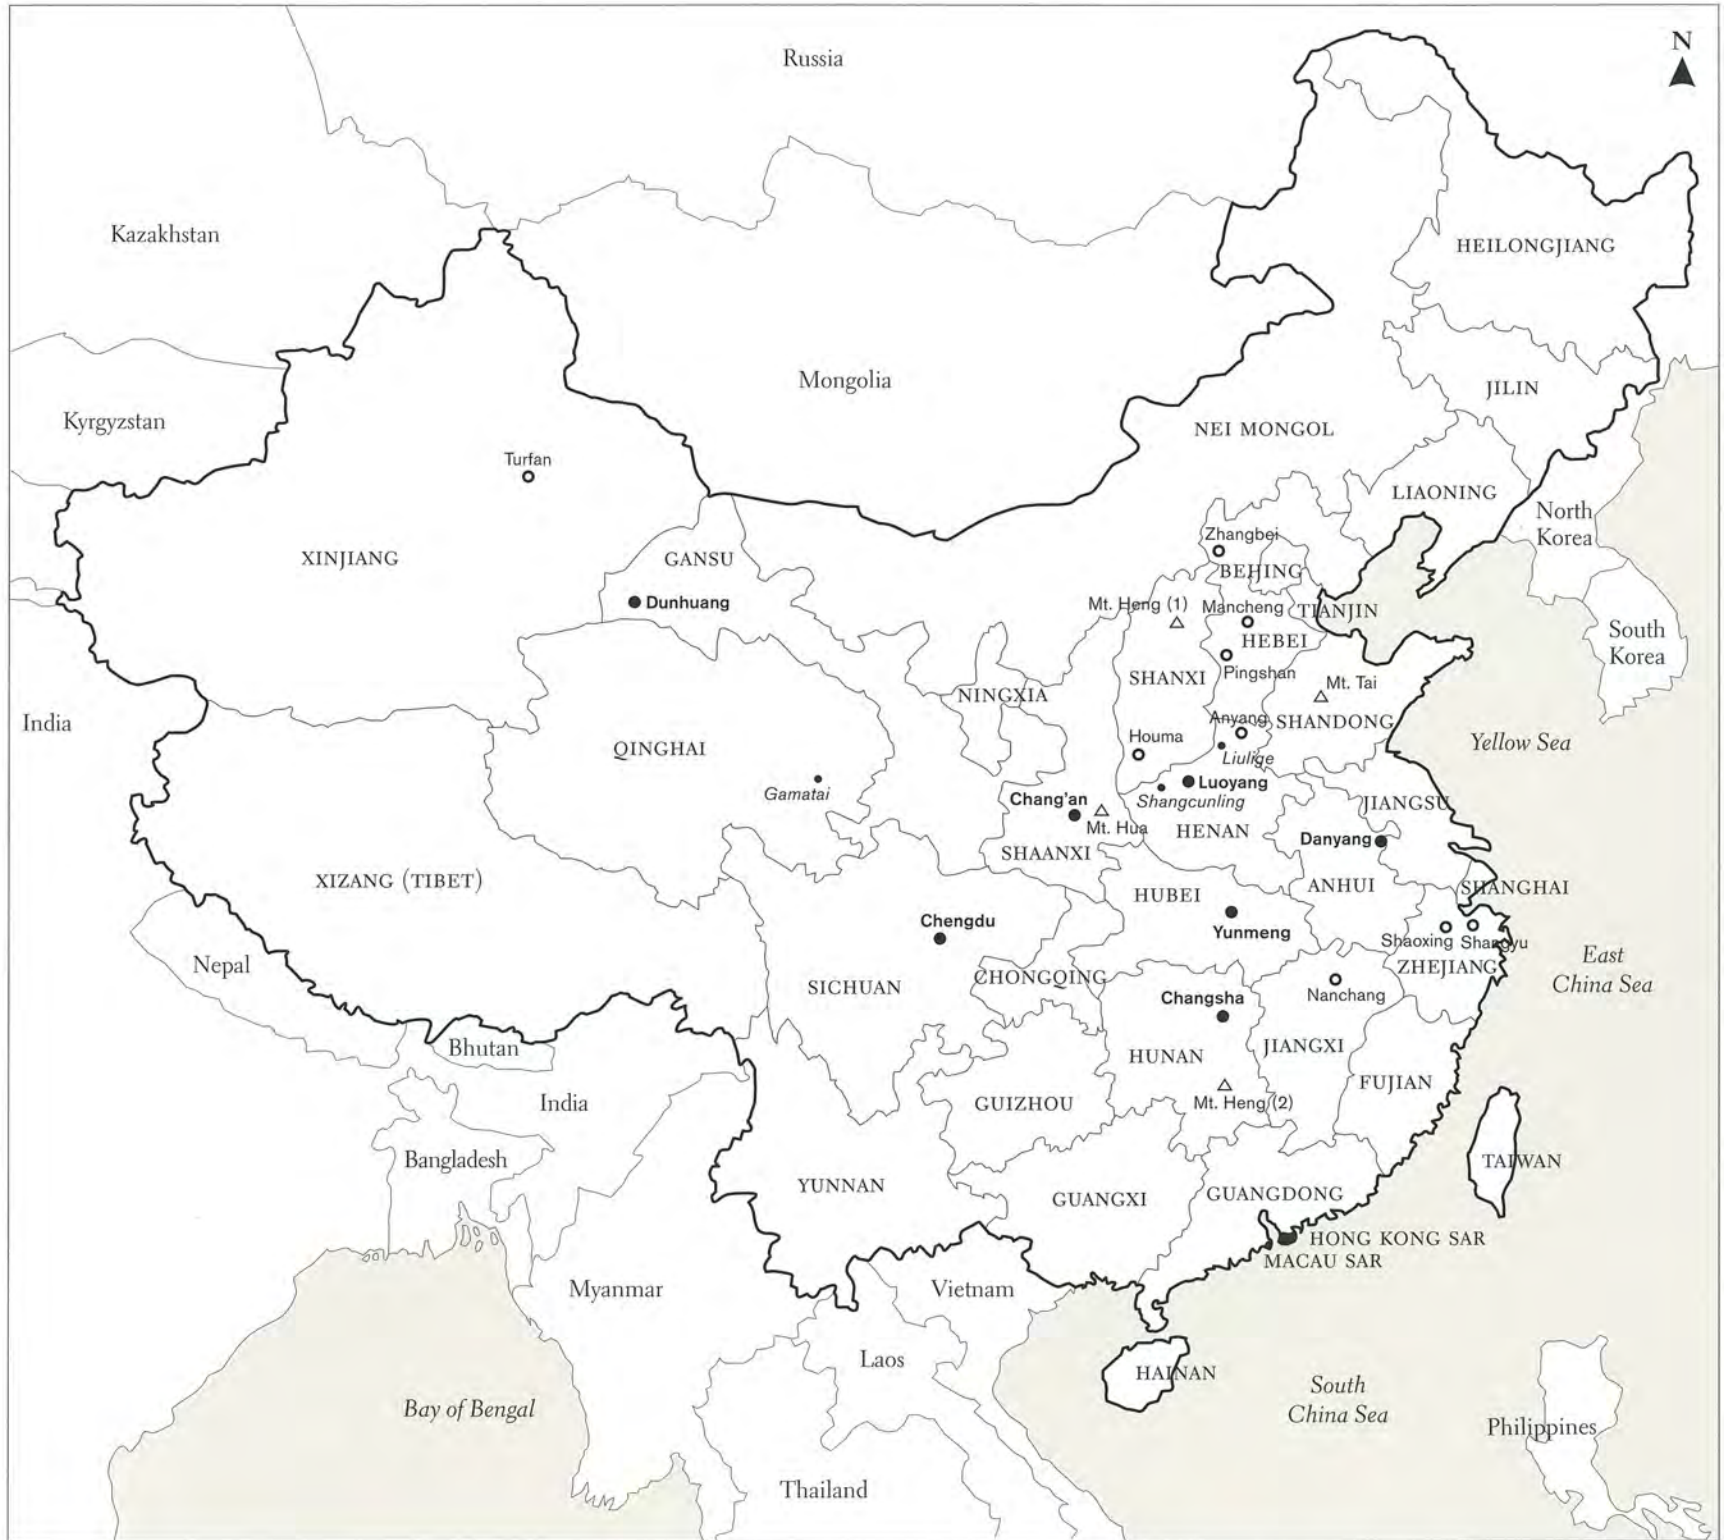 N
Russia
Kazakhstan
HEILONGJIANG
Mongolia
JILIN
Kyrgyzstan
NEI MONGOL
Turfan
LIAONING
North
Korea
Zhangbei
XINJIANG
GANSU
BEIJING
Dunhuang
Mt. Heng (1)
Mancheng
TIANJIN
HEBEI
South
Korea
SHANXI
Pingshan
Mt. Tai
NINGXIA
India
Anyang
SHANDONG
Houma
Yellow Sea
QINGHAI
Liulige
Gamatai
Luoyang
Chang'an
Shangcunling
JIANGSU
Mt. Hua
HENAN
Danyang
SHAANXI
XIZANG (TIBET)
HUBEI
ANHUI
SHANGHAI
Chengdu
Yunmeng
Shaoxing
Shangyu
Nepal
ZHEJIANG
East
China Sea
CHONGQING
SICHUAN
Changsha
Nanchang
Bhutan
HUNAN
JIANGXI
FUJIAN
India
GUIZHOU
Mt. Heng (2)
Bangladesh
TAIWAN
YUNNAN
GUANGXI
GUANGDONG
HONG KONG SAR
MACAU SAR
Myanmar
Vietnam
Laos
HAINAN
South
China Sea
Bay of Bengal
Philippines
Thailand